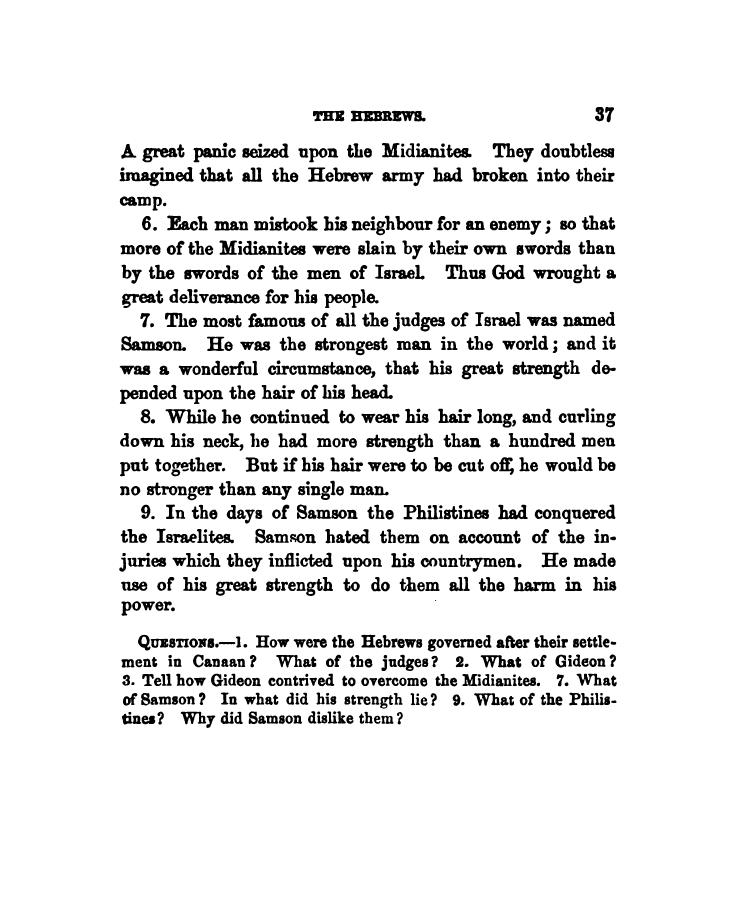 THE HEBREWS. 37
A great panic seized upon the Midianites. They doubtless
imagined that all the Hebrew army had broken into their
camp.
6. Each man mistook his neighbour for an enemy; so that
more of the Midianites were slain by their own swords than
by the swords of the men of Israel. Thus God wrought a
great deliverance for his people.
7. The most famous of all the judges of Israel was named
Samson. He was the strongest man in the world; and it
was a wonderful circumstance, that his great strength de-
pended upon the hair of his head.
8. While he continued to wear his hair long, and curling
down his neck, he had more strength than a hundred men
put together. But if his hair were to be cut off, he would be
no stronger than any single man.
9. In the days of Samson the Philistines had conquered
the Israelites. Samson hated them on account of the in-
juries which they inflicted upon his countrymen. He made
use of his great strength to do them all the harm in his
power.
QUESTIONS.—1. How were the Hebrews governed after their settle-
ment in Canaan? What of the judges? 2. What of Gideon?
3. Tell how Gideon contrived to overcome the Midianites. 7. What
of Samson? In what did his strength lie? 9. What of the Philis-
tines? Why did Samson dislike them?